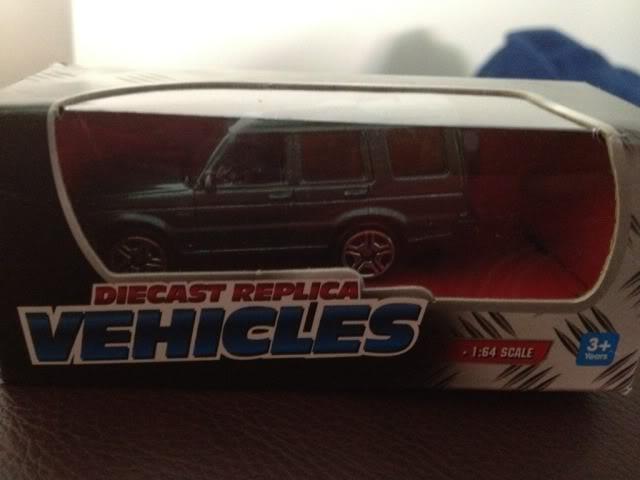 DIECAST REPLICA
VEHICLES
• 1:64 SCALE
3+
Years